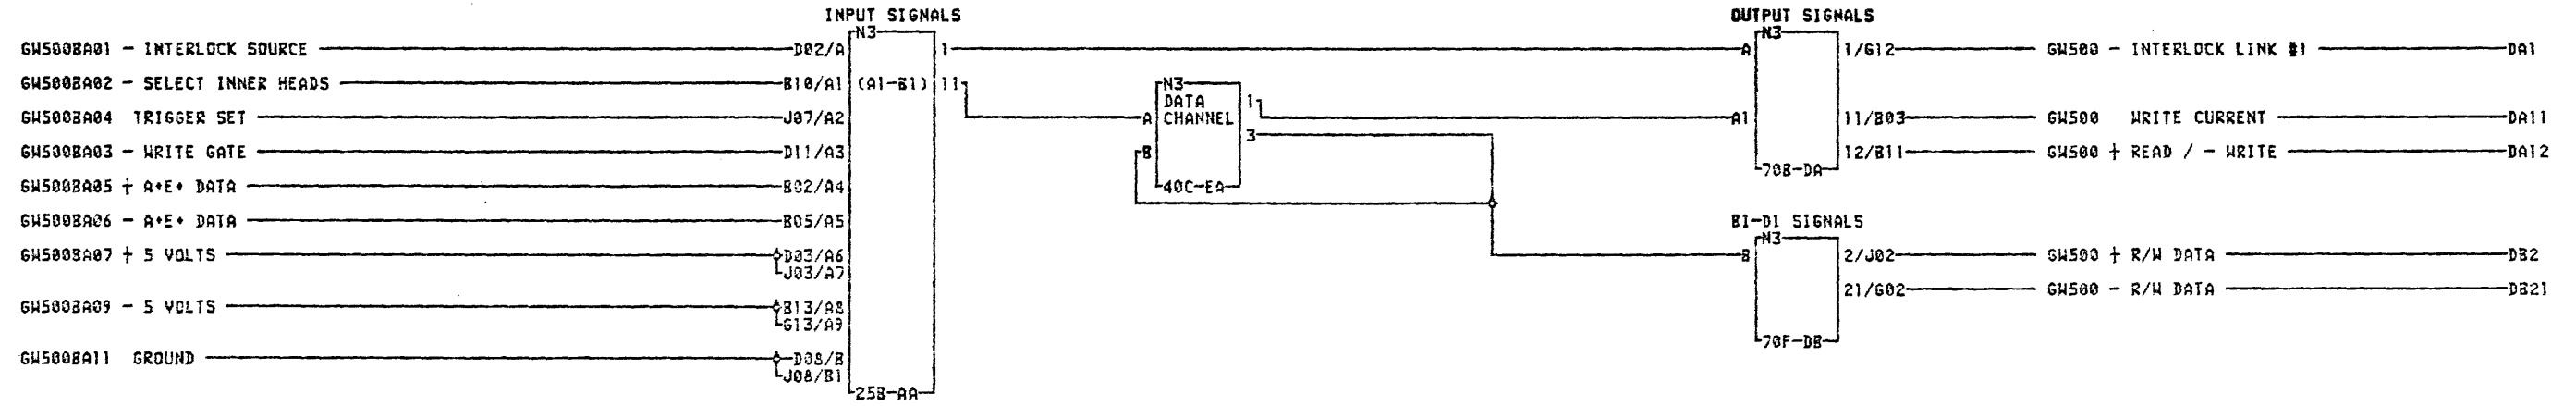 INPUT SIGNALS
OUTPUT SIGNALS
N3
N3
GW500BA01 - INTERLOCK SOURCE D02/A 1 A 1/G12 GW500 - INTERLOCK LINK #1 DA1
GW500BA02 - SELECT INNER HEADS B10/A1 (A1-B1) 11 N3
DATA 1
GW500BA04 TRIGGER SET J07/A2 A CHANNEL A1 11/B03 GW500 WRITE CURRENT DA11
3
GW500BA03 - WRITE GATE D11/A3 B 12/B11 GW500 + READ / - WRITE DA12
70B-DA
GW500BA05 + A*E* DATA B02/A4 40C-EA
GW500BA06 - A*E* DATA B05/A5 B1-D1 SIGNALS
N3
GW500BA07 + 5 VOLTS D03/A6 B 2/J02 GW500 + R/W DATA DB2
J03/A7
21/G02 GW500 - R/W DATA DB21
GW500BA09 - 5 VOLTS B13/A8
G13/A9
70F-DB
GW500BA11 GROUND D08/B
J08/B1
25B-AA